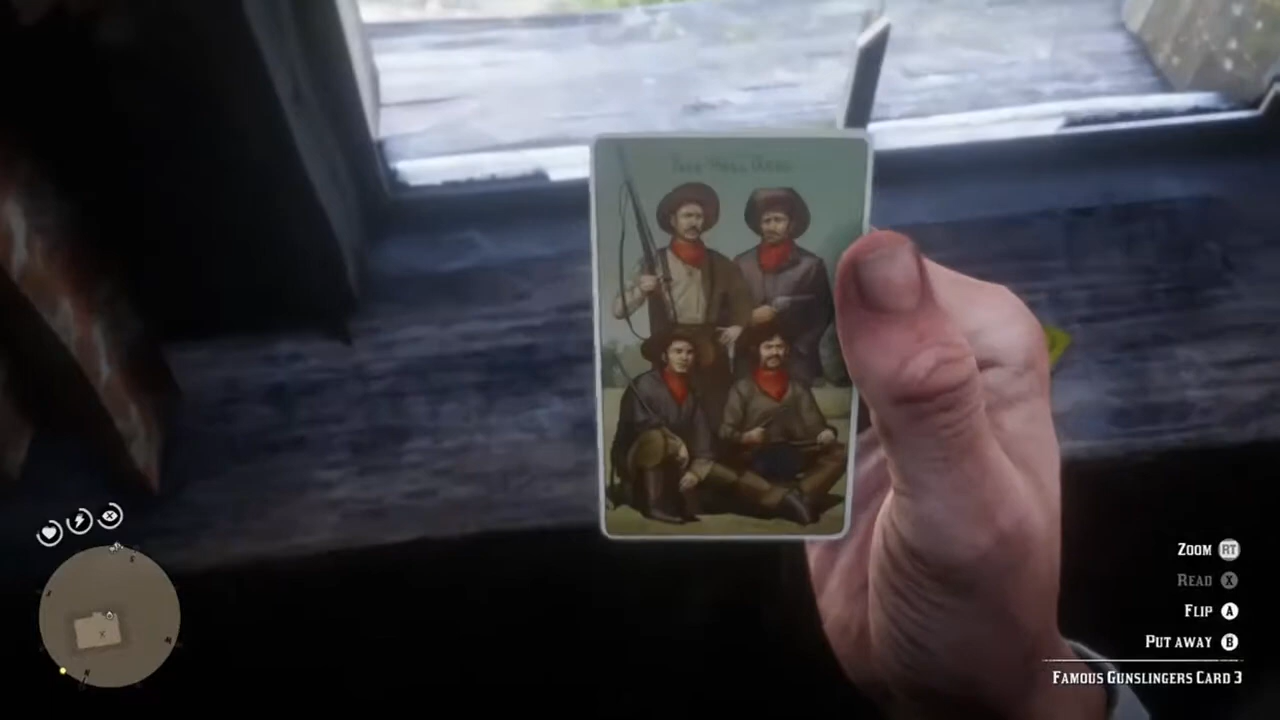 ZOOM RT
READ X
FLIP A
PUT AWAY B
FAMOUS GUNSLINGERS CARD 3